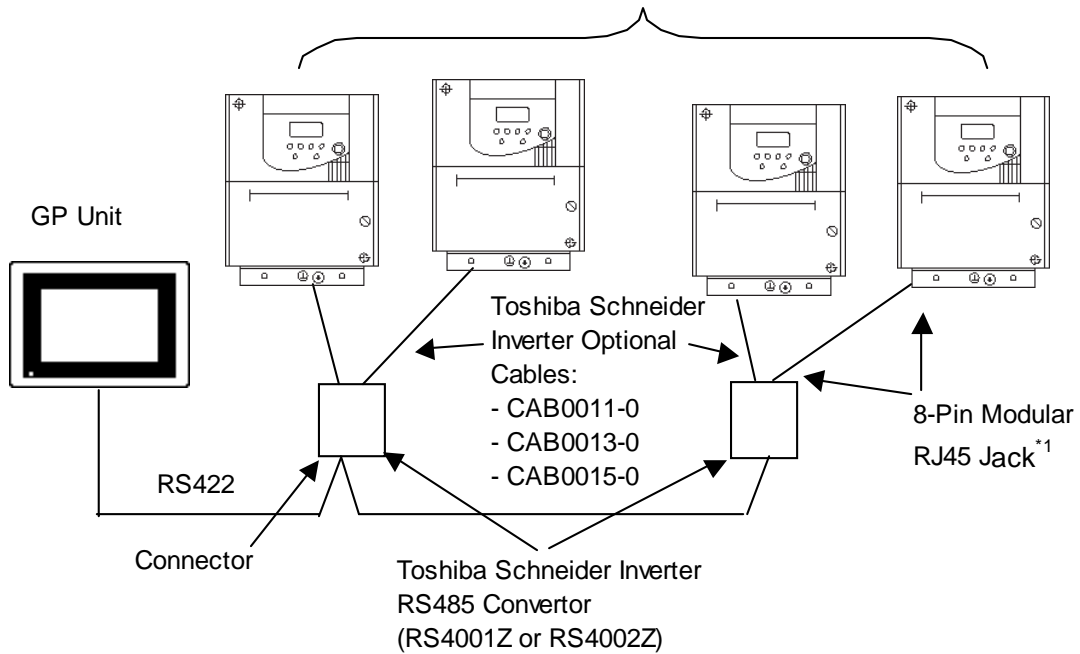 GP Unit
Toshiba Schneider
Inverter Optional
Cables:
- CAB0011-0
- CAB0013-0
- CAB0015-0
8-Pin Modular
RJ45 Jack*1
RS422
Connector
Toshiba Schneider Inverter
RS485 Convertor
(RS4001Z or RS4002Z)